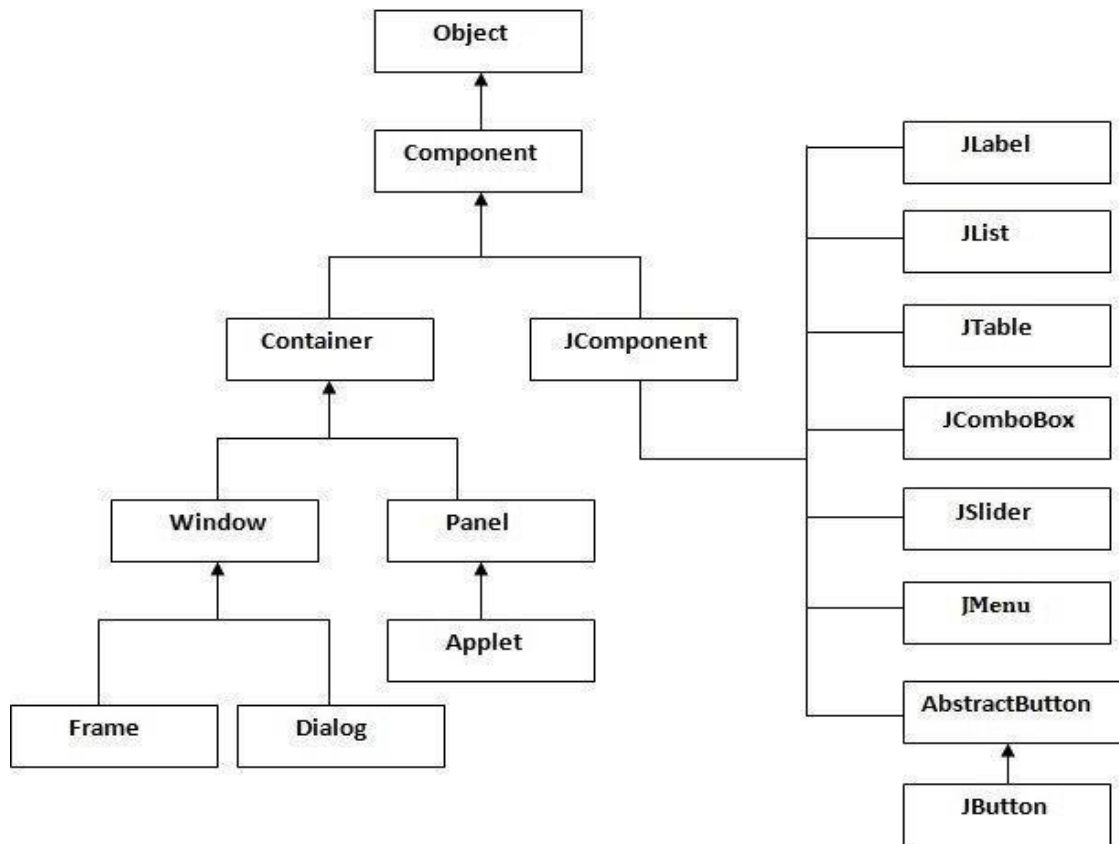 Object
Component
Container
JComponent
Window
Panel
Applet
Frame
Dialog
JLabel
JList
JTable
JComboBox
JSlider
JMenu
AbstractButton
JButton